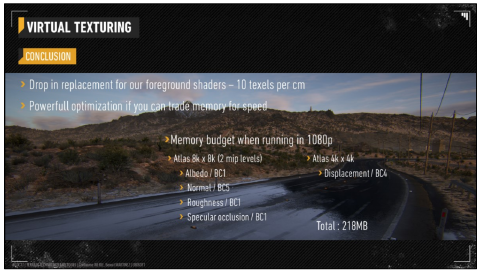 VIRTUAL TEXTURING
CONCLUSION
> Drop in replacement for our foreground shaders – 10 texels per cm
> Powerfull optimization if you can trade memory for speed
>Memory budget when running in 1080p
> Atlas 8k x 8k (2 mip levels)
> Albedo / BC1
> Normal / BC5
> Roughness / BC1
> Specular occlusion / BC1
> Atlas 4k x 4k
> Displacement / BC4
Total : 218MB